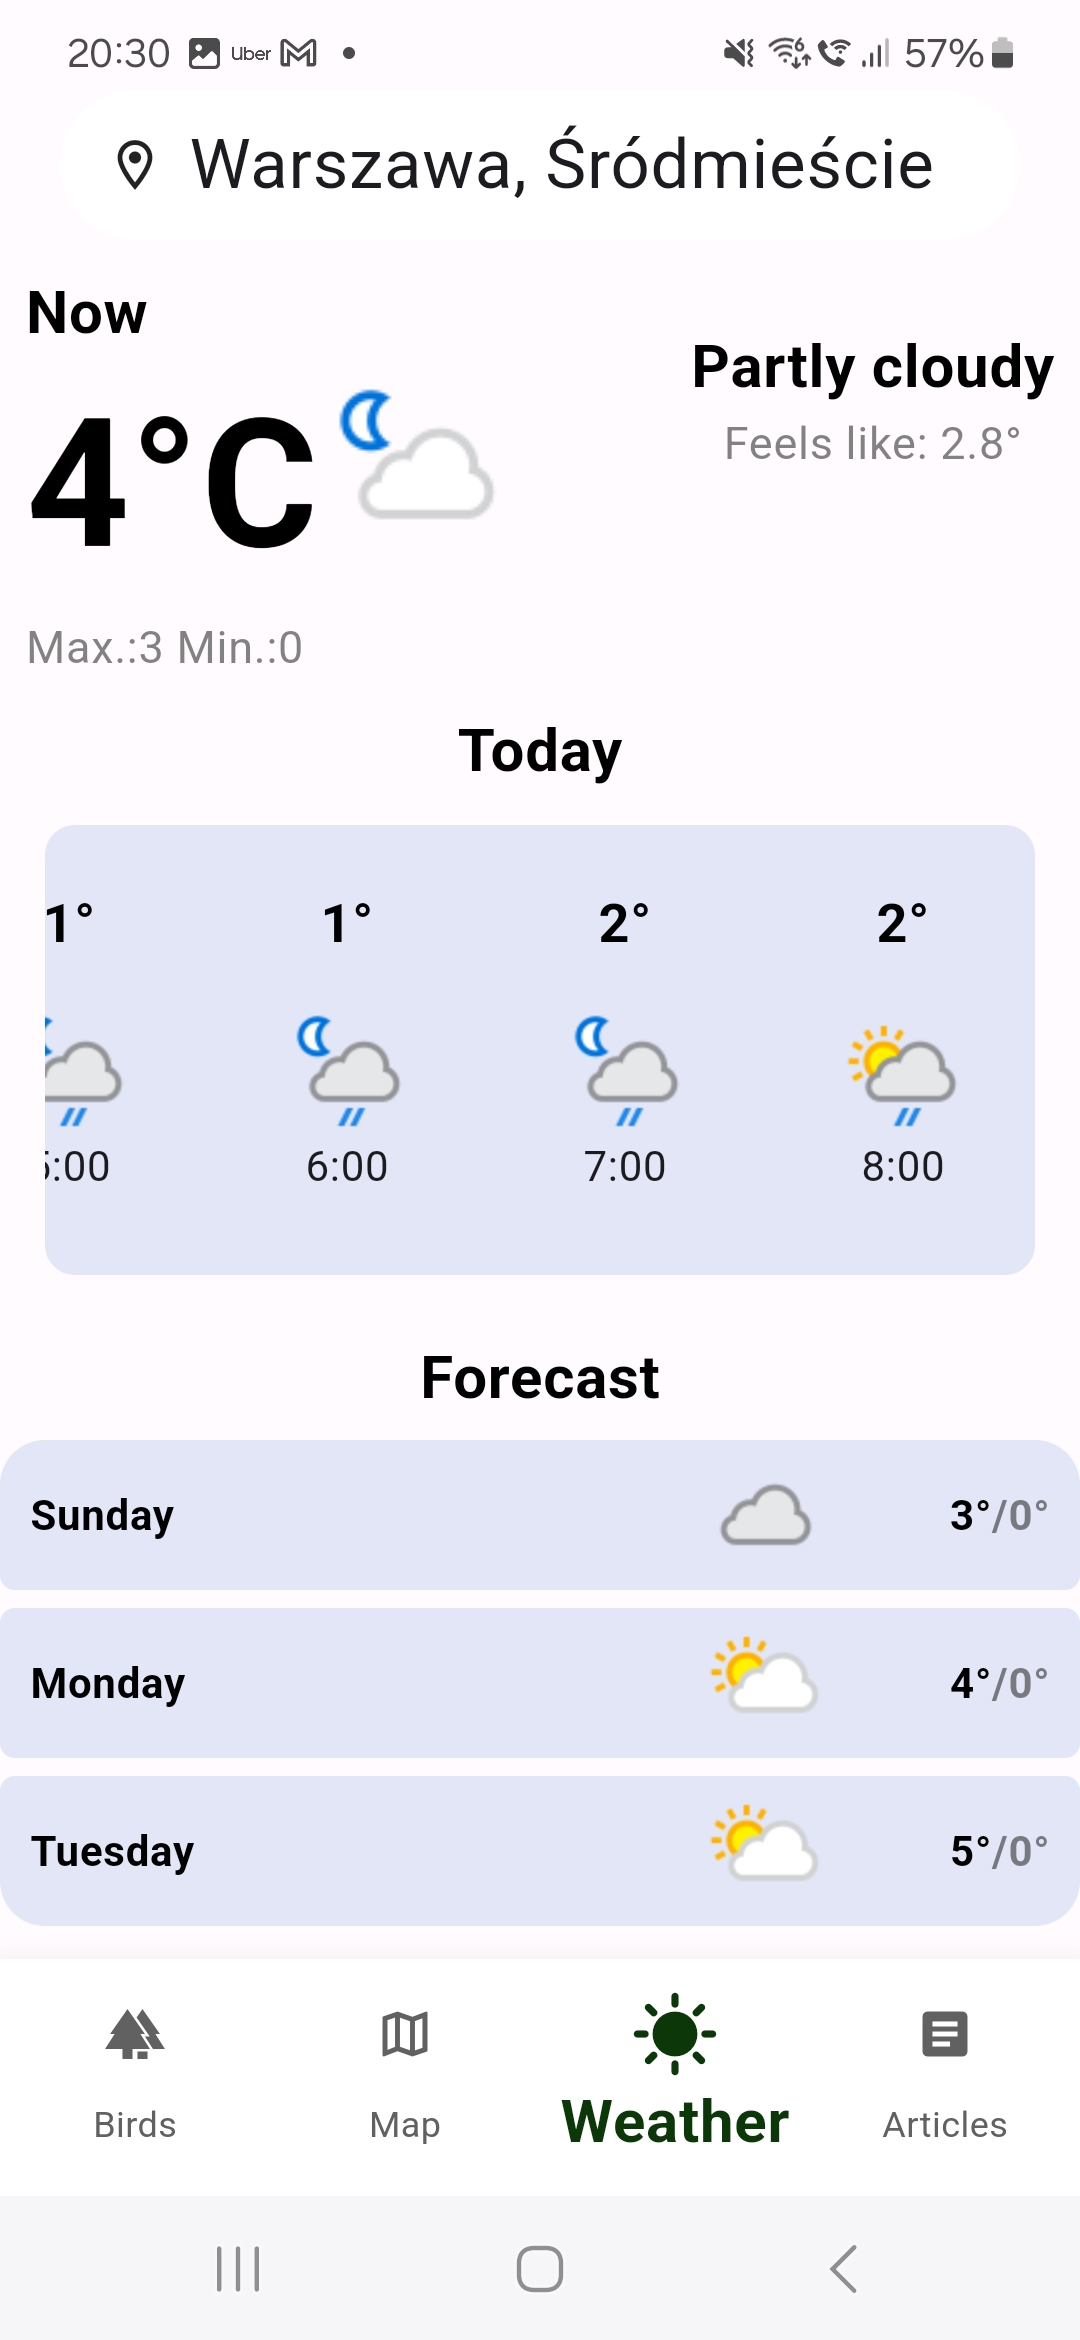 20:30 Uber 57%
Warszawa, Śródmieście
Now
Partly cloudy
4°C
Feels like: 2.8°
Max.:3 Min.:0
Today
1° 1° 2° 2°
:00 6:00 7:00 8:00
Forecast
Sunday 3°/0°
Monday 4°/0°
Tuesday 5°/0°
Birds Map Weather Articles